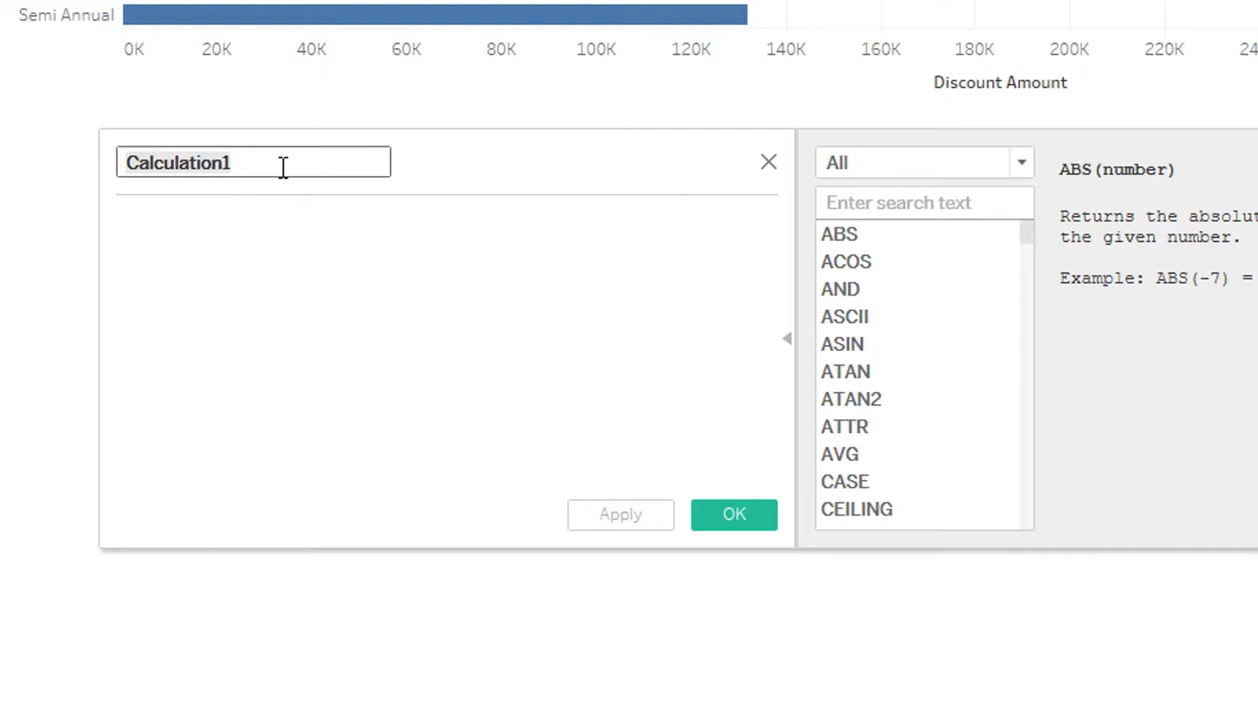 Semi Annual
0K 20K 40K 60K 80K 100K 120K 140K 160K 180K 200K 220K
Discount Amount
Calculation1
All
Enter search text
ABS
ACOS
AND
ASCII
ASIN
ATAN
ATAN2
ATTR
AVG
CASE
CEILING
ABS(number)
Returns the
the given number.
Example: ABS(-7) =
Apply
OK